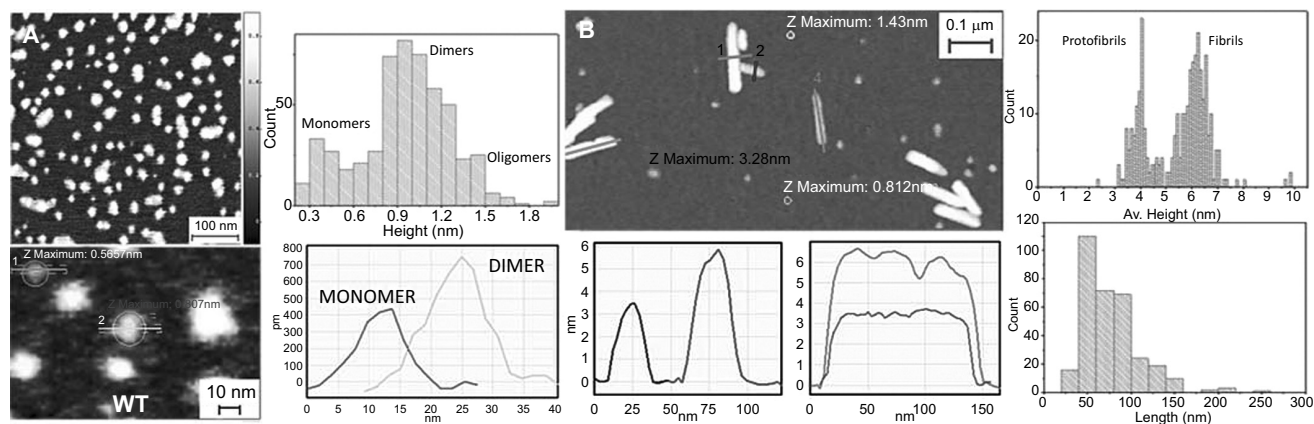 A
100 nm
Z Maximum: 0.5657nm
1
2
10 nm
WT
Count
50
0
Monomers
Dimers
Oligomers
0.3 0.6 0.9 1.2 1.5 1.8
Height (nm)
pm
800
700
600
500
400
300
200
100
0
MONOMER
DIMER
0 5 10 15 20 25 30 35 40
nm
B
Z Maximum: 1.43nm
0.1 μm
1 2
Z Maximum: 3.28nm
Z Maximum: 0.812nm
nm
6
5
4
3
2
1
0
0 25 50 75 100
nm
6
5
4
3
2
1
0
0 50 100 150
nm
Count
20
10
0
Protofibrils
Fibrils
0 1 2 3 4 5 6 7 8 9 10
Av. Height (nm)
Count
120
100
80
60
40
20
0
0 50 100 150 200 250 300
Length (nm)